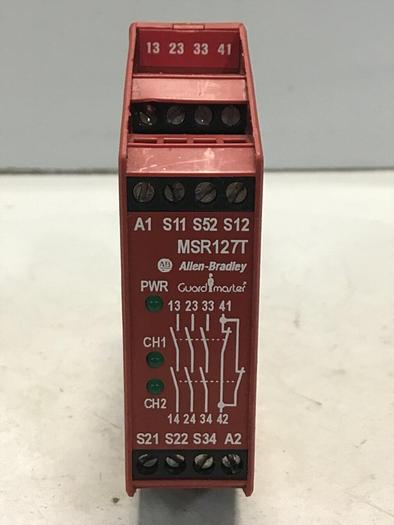 13 23 33 41
A1 S11 S52 S12
MSR127T
AB Allen-Bradley
PWR Guardmaster
13 23 33 41
CH1
CH2
14 24 34 42
S21 S22 S34 A2